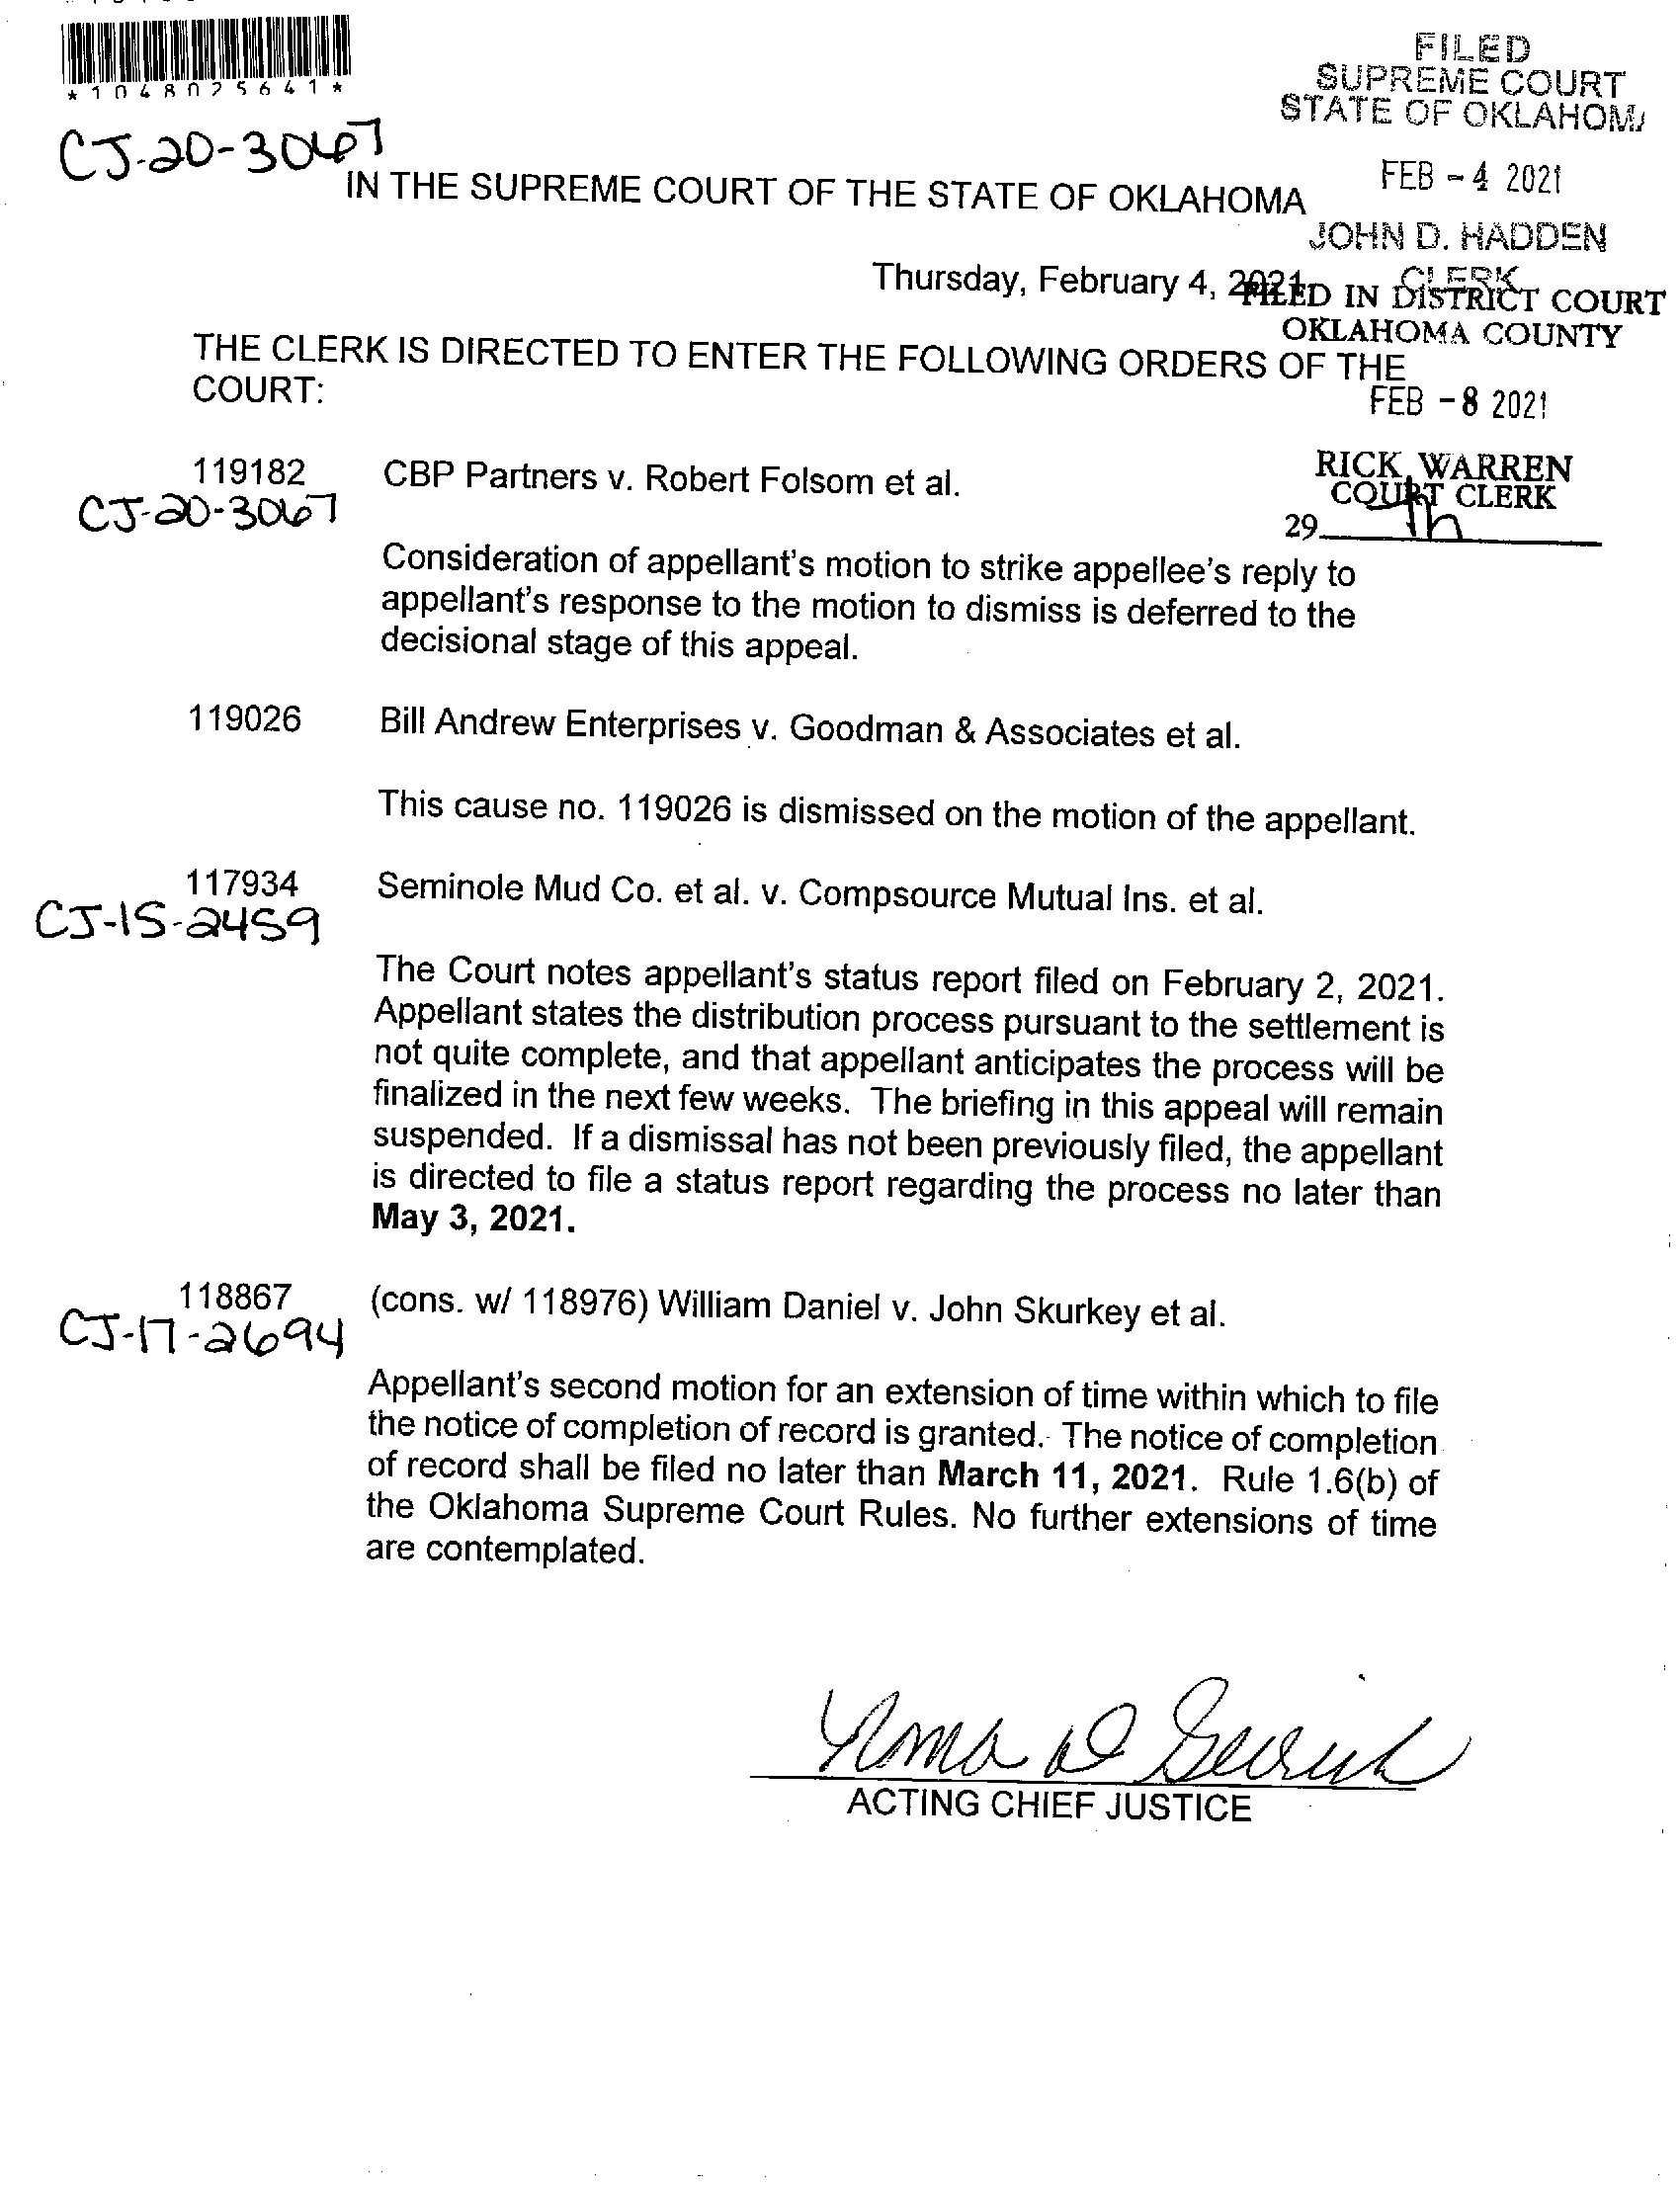 *1048025641*
FILED
SUPREME COURT
STATE OF OKLAHOMA
CJ-20-3067
FEB - 4 2021
IN THE SUPREME COURT OF THE STATE OF OKLAHOMA
JOHN D. HADDEN
CLERK
Thursday, February 4, 2021
FILED IN DISTRICT COURT
OKLAHOMA COUNTY
THE CLERK IS DIRECTED TO ENTER THE FOLLOWING ORDERS OF THE
COURT:
FEB - 8 2021
RICK WARREN
COURT CLERK
29
119182 CBP Partners v. Robert Folsom et al.
CJ-20-3067
Consideration of appellant's motion to strike appellee's reply to
appellant's response to the motion to dismiss is deferred to the
decisional stage of this appeal.
119026 Bill Andrew Enterprises v. Goodman & Associates et al.
This cause no. 119026 is dismissed on the motion of the appellant.
117934 Seminole Mud Co. et al. v. Compsource Mutual Ins. et al.
CJ-15-2459
The Court notes appellant's status report filed on February 2, 2021.
Appellant states the distribution process pursuant to the settlement is
not quite complete, and that appellant anticipates the process will be
finalized in the next few weeks. The briefing in this appeal will remain
suspended. If a dismissal has not been previously filed, the appellant
is directed to file a status report regarding the process no later than
May 3, 2021.
118867 (cons. w/ 118976) William Daniel v. John Skurkey et al.
CJ-17-2694
Appellant's second motion for an extension of time within which to file
the notice of completion of record is granted. The notice of completion
of record shall be filed no later than March 11, 2021. Rule 1.6(b) of
the Oklahoma Supreme Court Rules. No further extensions of time
are contemplated.
ACTING CHIEF JUSTICE